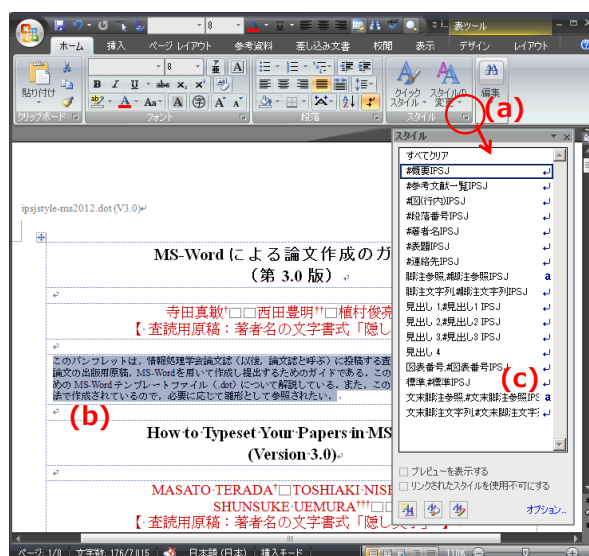 8
表ツール
ホーム
挿入
ページ レイアウト
参考資料
差し込み文書
校閲
表示
デザイン
レイアウト
貼り付け
クリップボード
8
B I U abc x₂ x²
フォント
段落
クイック スタイル
スタイルの 変更
スタイル
編集
(a)
ipsjstyle-ms2012.dot(V3.0)
MS-Word による論文作成のガ
(第 3.0 版)
寺田真敏†□□西田豊明††□植村俊亮
【・査読用原稿：著者名の文字書式「隠し
このパンフレットは，情報処理学会論文誌（以後，論文誌と呼ぶ）に投稿する査
論文の出版用原稿，MS-Wordを用いて作成し提出するためのガイドである．この
めの MS-Word テンプレートファイル（.dot）について解説している．また，この
法で作成されているので，必要に応じて雛形として参照されたい．
(b)
How·to·Typeset·Your·Papers·in·MS
(Version·3.0)
MASATO·TERADA†□TOSHIAKI·NISH
SHUNSUKE·UEMURA†††□
【·査読用原稿：著者名の文字書式「隠し
スタイル
すべてクリア
#概要IPSJ
#参考文献一覧IPSJ
#図(行内)IPSJ
#段落番号IPSJ
#著者名IPSJ
#表題IPSJ
#連絡先IPSJ
脚注参照,#脚注参照IPSJ a
脚注文字列,#脚注文字列IPSJ
見出し 1,#見出し1 IPSJ
見出し 2,#見出し2 IPSJ
見出し 3,#見出し3 IPSJ
見出し 4
図表番号,#図表番号IPSJ
標準,#標準IPSJ
(c)
文末脚注参照,#文末脚注参照IPS a
文末脚注文字列,#文末脚注文字
プレビューを表示する
リンクされたスタイルを使用不可にする
オプション...
ページ: 1/8
文字数: 176/7,015
日本語 (日本)
挿入モード
110%